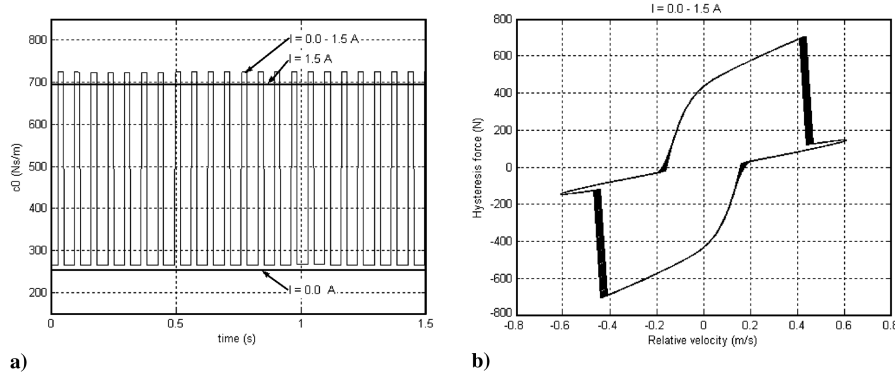 I = 0.0 - 1.5 A
I = 1.5 A
I = 0.0 A
800
700
600
500
400
300
200
c0 (Ns/m)
0
0.5
1
1.5
time (s)
a)
I = 0.0 - 1.5 A
800
600
400
200
0
-200
-400
-600
-800
Hysteresis force (N)
-0.8
-0.6
-0.4
-0.2
0
0.2
0.4
0.6
0.8
Relative velocity (m/s)
b)